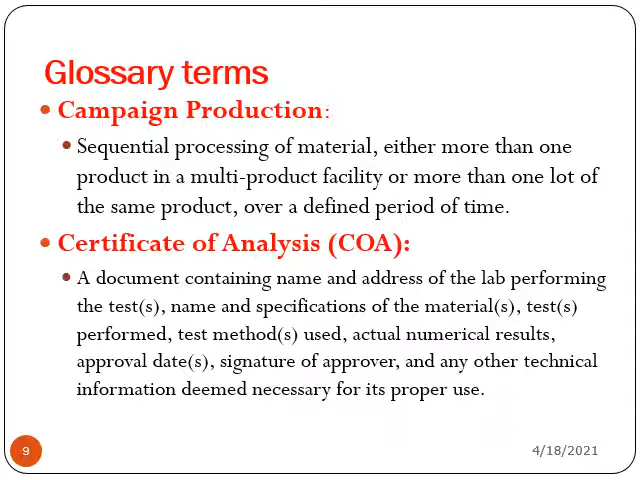 Glossary terms
• Campaign Production:
• Sequential processing of material, either more than one
product in a multi-product facility or more than one lot of
the same product, over a defined period of time.
• Certificate of Analysis (COA):
• A document containing name and address of the lab performing
the test(s), name and specifications of the material(s), test(s)
performed, test method(s) used, actual numerical results,
approval date(s), signature of approver, and any other technical
information deemed necessary for its proper use.
9
4/18/2021